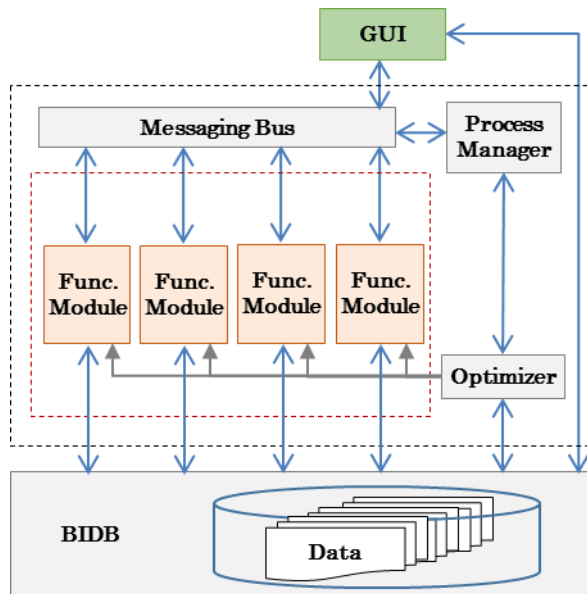 GUI
Messaging Bus
Process
Manager
Func.
Module
Func.
Module
Func.
Module
Func.
Module
Optimizer
BIDB
Data